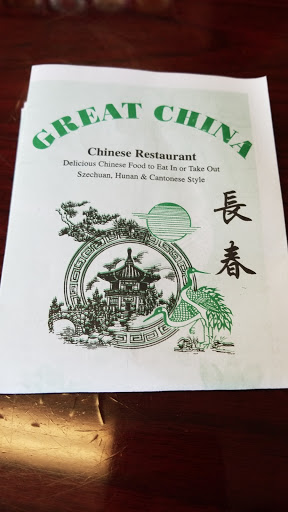 GREAT CHINA
Chinese Restaurant
Delicious Chinese Food to Eat In or Take Out
Szechuan, Hunan & Cantonese Style
長春